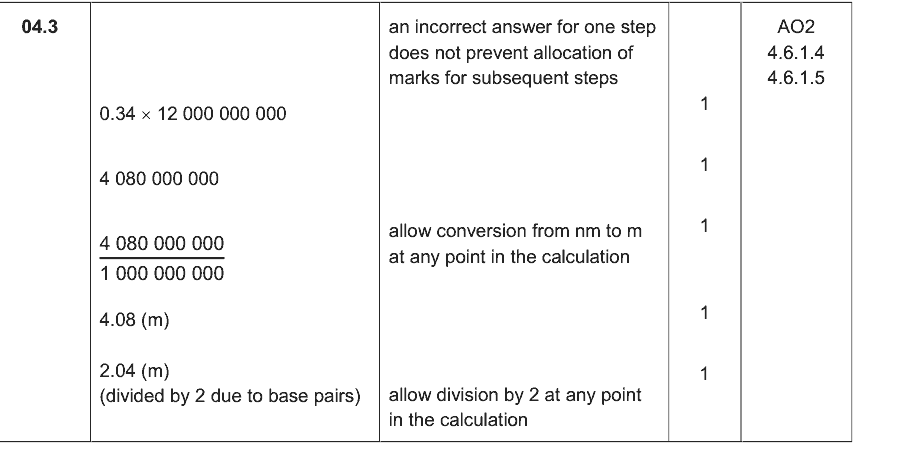 04.3
an incorrect answer for one step
does not prevent allocation of
marks for subsequent steps
AO2
4.6.1.4
4.6.1.5
0.34 × 12 000 000 000
1
4 080 000 000
1
4 080 000 000
1 000 000 000
allow conversion from nm to m
at any point in the calculation
1
4.08 (m)
1
2.04 (m)
(divided by 2 due to base pairs)
allow division by 2 at any point
in the calculation
1